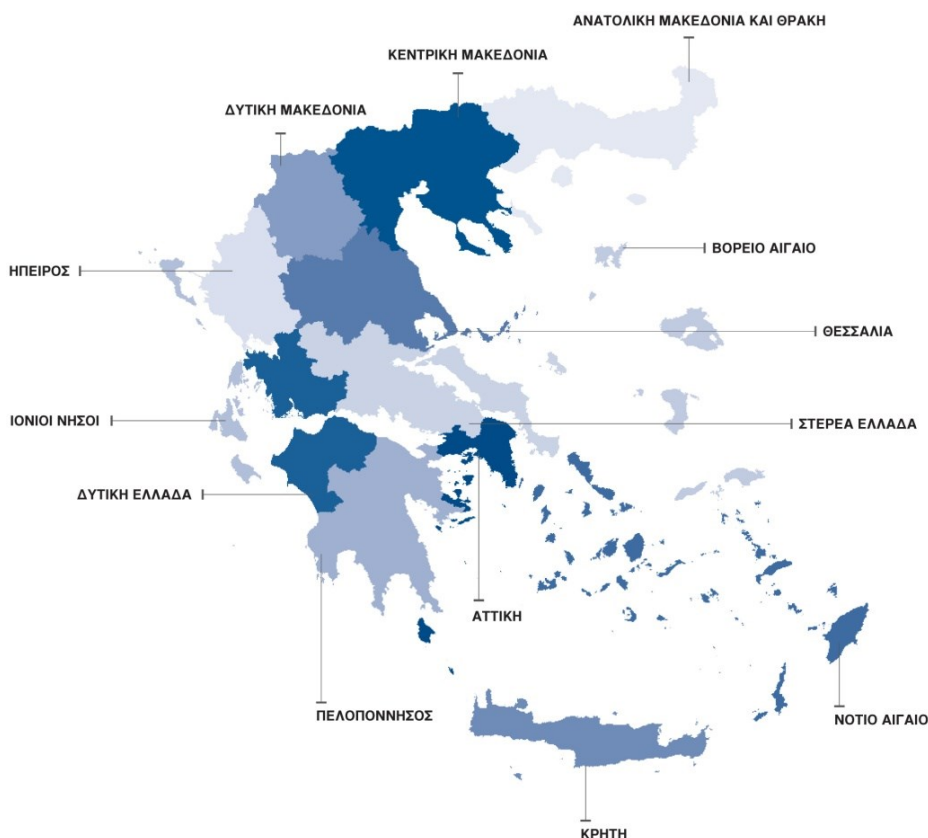 ΑΝΑΤΟΛΙΚΗ ΜΑΚΕΔΟΝΙΑ ΚΑΙ ΘΡΑΚΗ
ΚΕΝΤΡΙΚΗ ΜΑΚΕΔΟΝΙΑ
ΔΥΤΙΚΗ ΜΑΚΕΔΟΝΙΑ
ΒΟΡΕΙΟ ΑΙΓΑΙΟ
ΗΠΕΙΡΟΣ
ΘΕΣΣΑΛΙΑ
ΙΟΝΙΟΙ ΝΗΣΟΙ
ΣΤΕΡΕΑ ΕΛΛΑΔΑ
ΔΥΤΙΚΗ ΕΛΛΑΔΑ
ΑΤΤΙΚΗ
ΠΕΛΟΠΟΝΝΗΣΟΣ
ΝΟΤΙΟ ΑΙΓΑΙΟ
ΚΡΗΤΗ